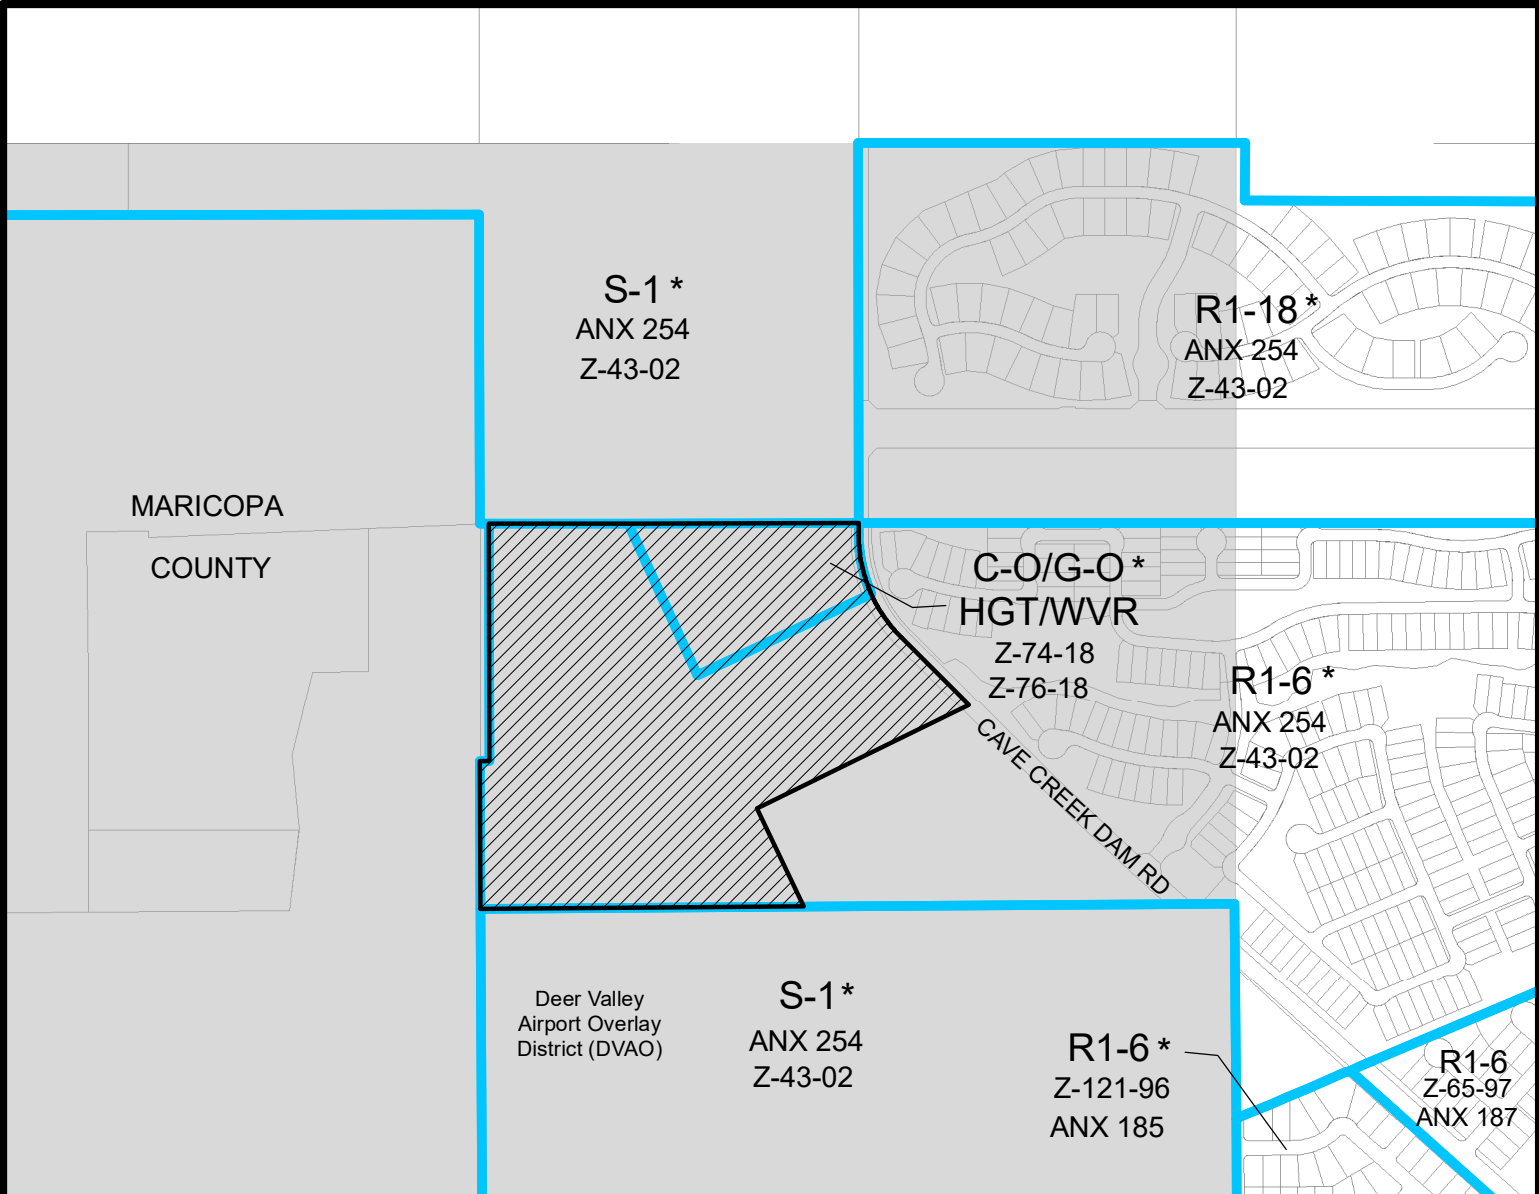 S-1 *
ANX 254
Z-43-02
R1-18 *
ANX 254
Z-43-02
MARICOPA
COUNTY
C-O/G-O *
HGT/WVR
Z-74-18
Z-76-18
R1-6 *
ANX 254
Z-43-02
CAVE CREEK DAM RD
Deer Valley
Airport Overlay
District (DVAO)
S-1 *
ANX 254
Z-43-02
R1-6 *
Z-121-96
ANX 185
R1-6
Z-65-97
ANX 187